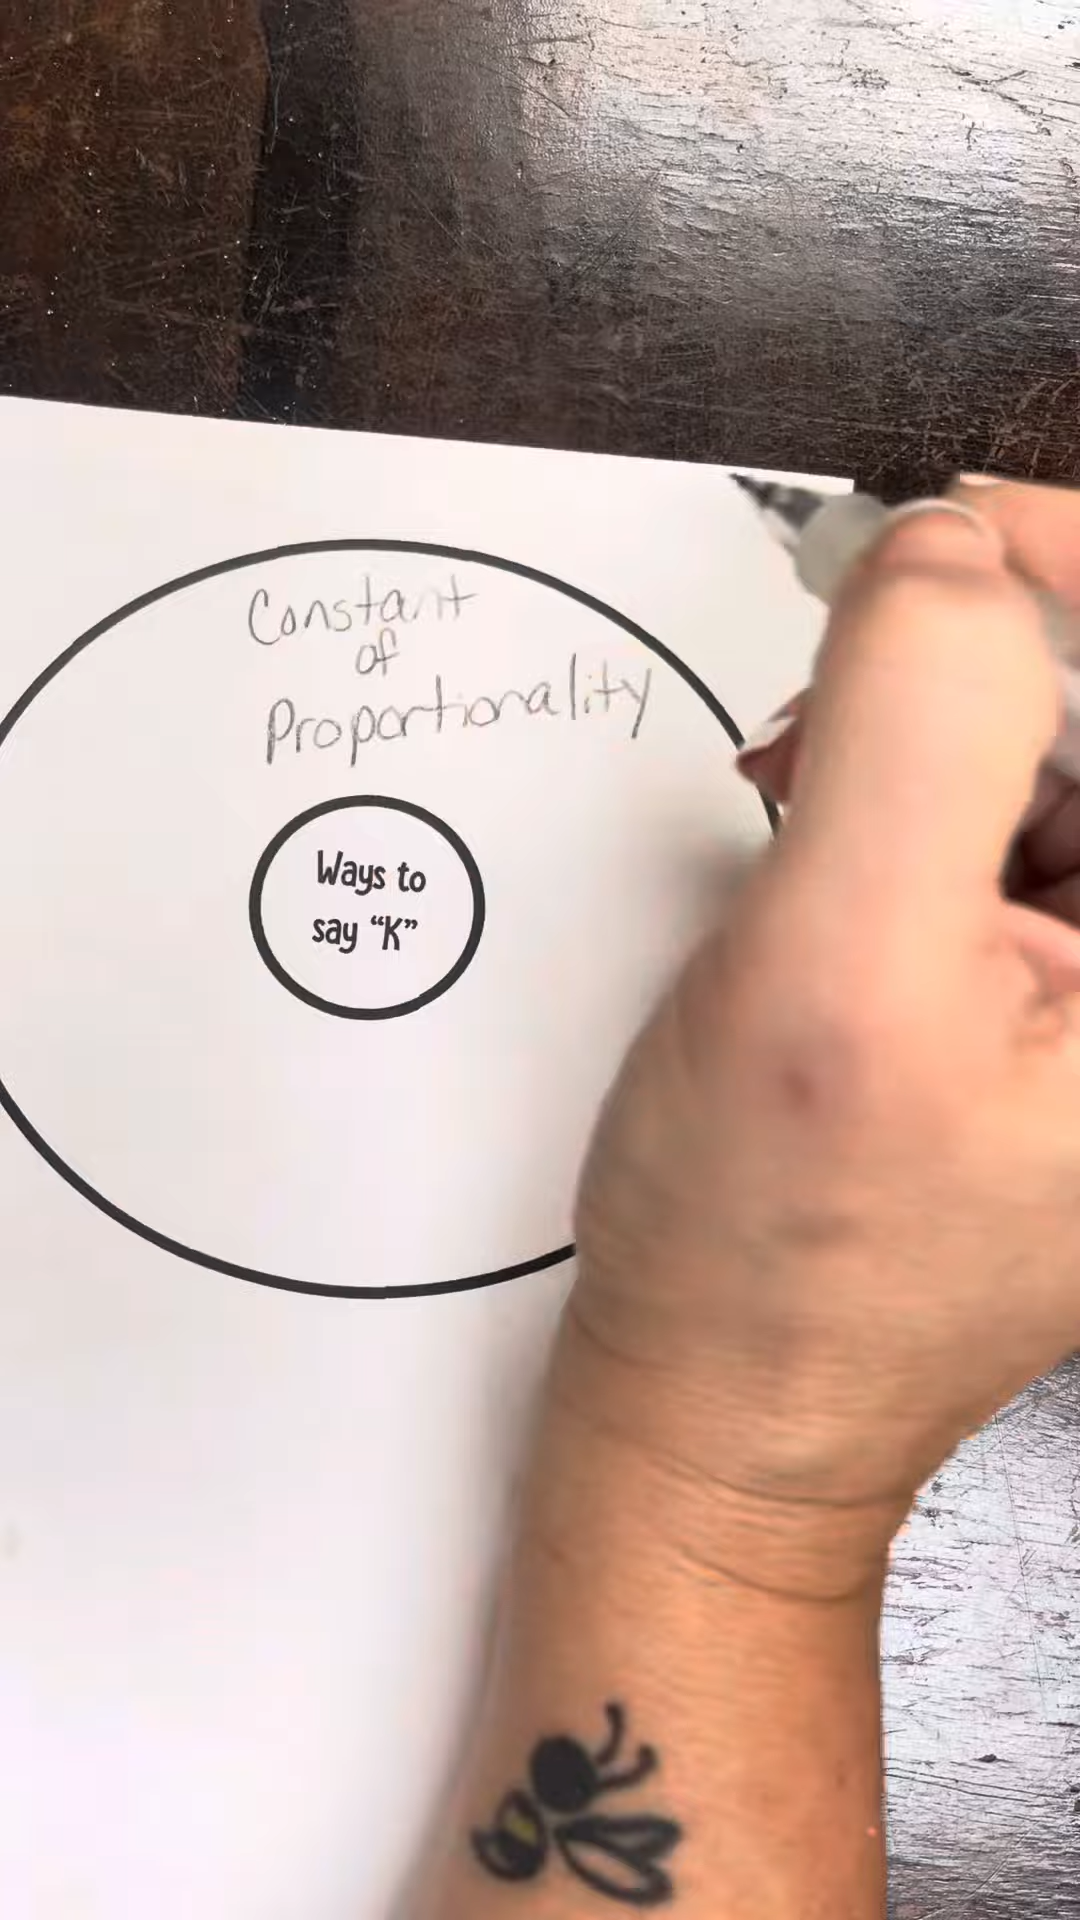 Constant
of
Proportionality
Ways to
say “K”